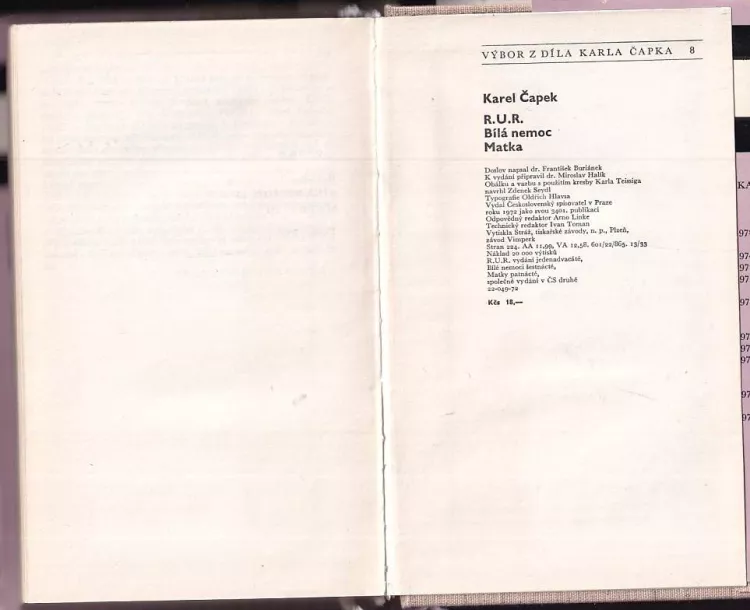 VÝBOR Z DÍLA KARLA ČAPKA 8
Karel Čapek
R.U.R.
Bílá nemoc
Matka
Doslov napsal dr. František Buriánek
K vydání připravil dr. Miroslav Halík
Obálku a vazbu s použitím kresby Karla Teissiga
navrhl Zdenek Seydl
Typografie Oldřich Hlavsa
Vydal Československý spisovatel v Praze
roku 1972 jako svou 3401. publikaci
Odpovědný redaktor Arno Linke
Technický redaktor Ivan Toman
Vytiskla Stráž, tiskařské závody, n. p., Plzeň,
závod Vimperk
Stran 224. AA 11,99, VA 12,58, 601/22/865. 13/33
Náklad 20 000 výtisků
R.U.R. vydání jedenadvacáté,
Bílé nemoci šestnácté,
Matky patnácté,
společné vydání v ČS druhé
22-049-72
Kčs 18,—